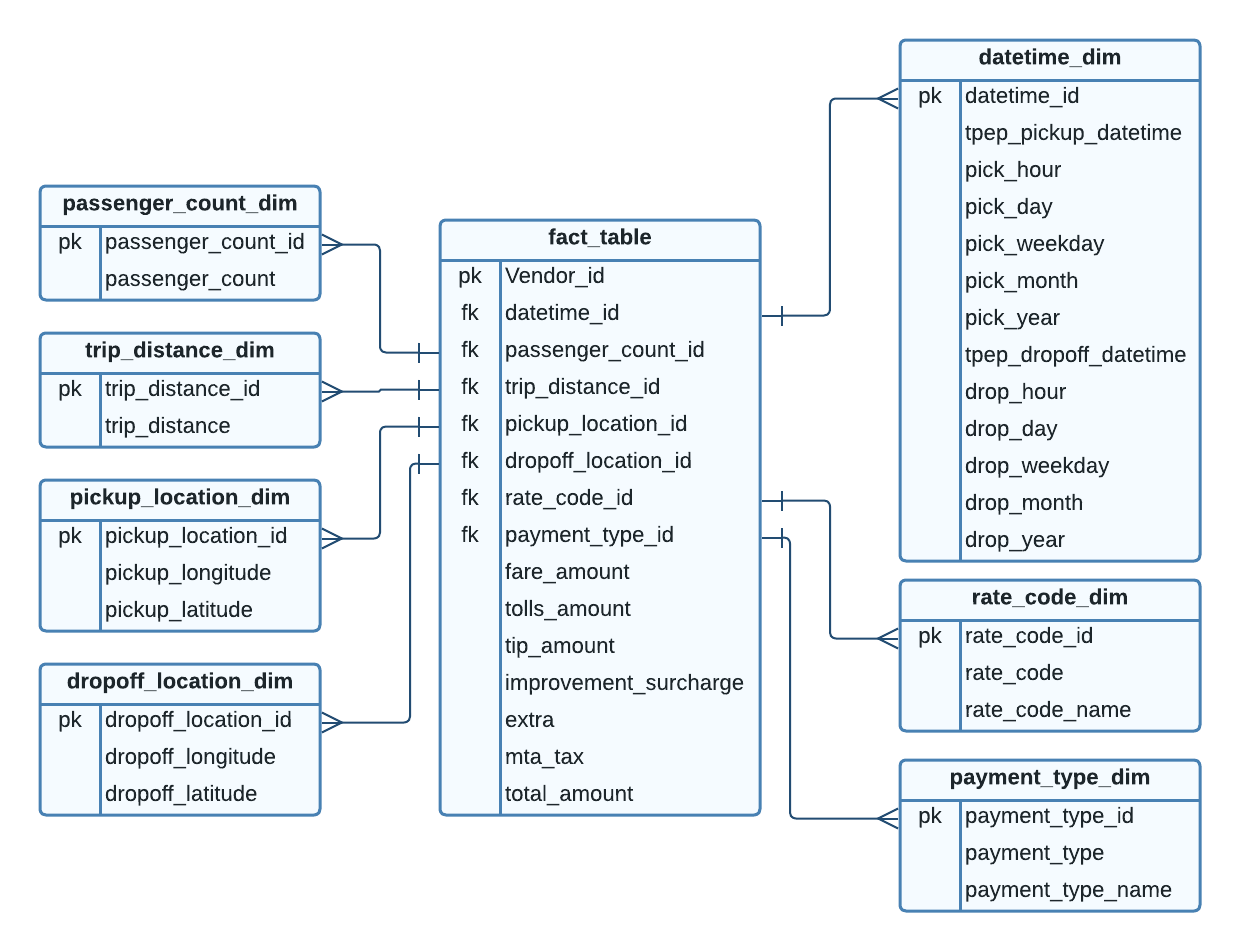 passenger_count_dim
pk passenger_count_id
passenger_count
trip_distance_dim
pk trip_distance_id
trip_distance
pickup_location_dim
pk pickup_location_id
pickup_longitude
pickup_latitude
dropoff_location_dim
pk dropoff_location_id
dropoff_longitude
dropoff_latitude
fact_table
pk Vendor_id
fk datetime_id
fk passenger_count_id
fk trip_distance_id
fk pickup_location_id
fk dropoff_location_id
fk rate_code_id
fk payment_type_id
fare_amount
tolls_amount
tip_amount
improvement_surcharge
extra
mta_tax
total_amount
datetime_dim
pk datetime_id
tpep_pickup_datetime
pick_hour
pick_day
pick_weekday
pick_month
pick_year
tpep_dropoff_datetime
drop_hour
drop_day
drop_weekday
drop_month
drop_year
rate_code_dim
pk rate_code_id
rate_code
rate_code_name
payment_type_dim
pk payment_type_id
payment_type
payment_type_name